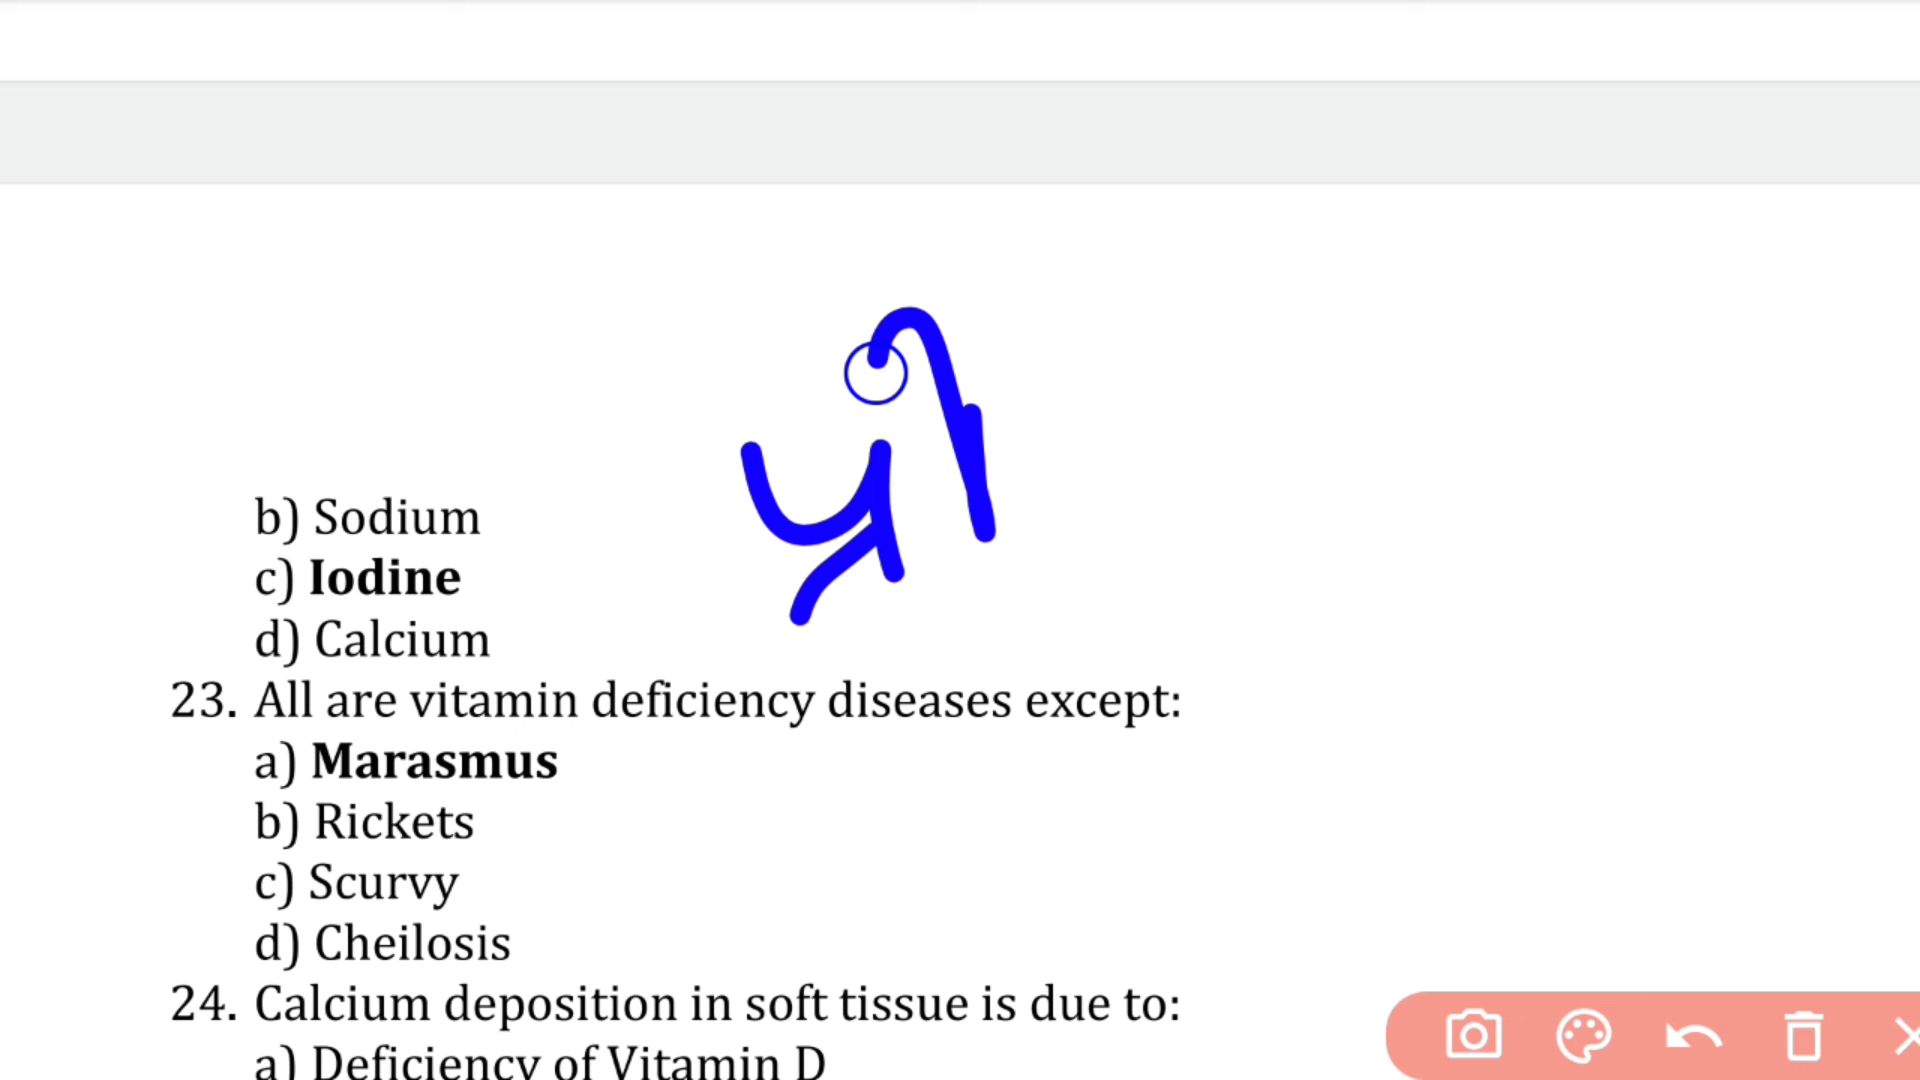 b) Sodium
c) Iodine
d) Calcium
23. All are vitamin deficiency diseases except:
a) Marasmus
b) Rickets
c) Scurvy
d) Cheilosis
24. Calcium deposition in soft tissue is due to:
a) Deficiency of Vitamin D